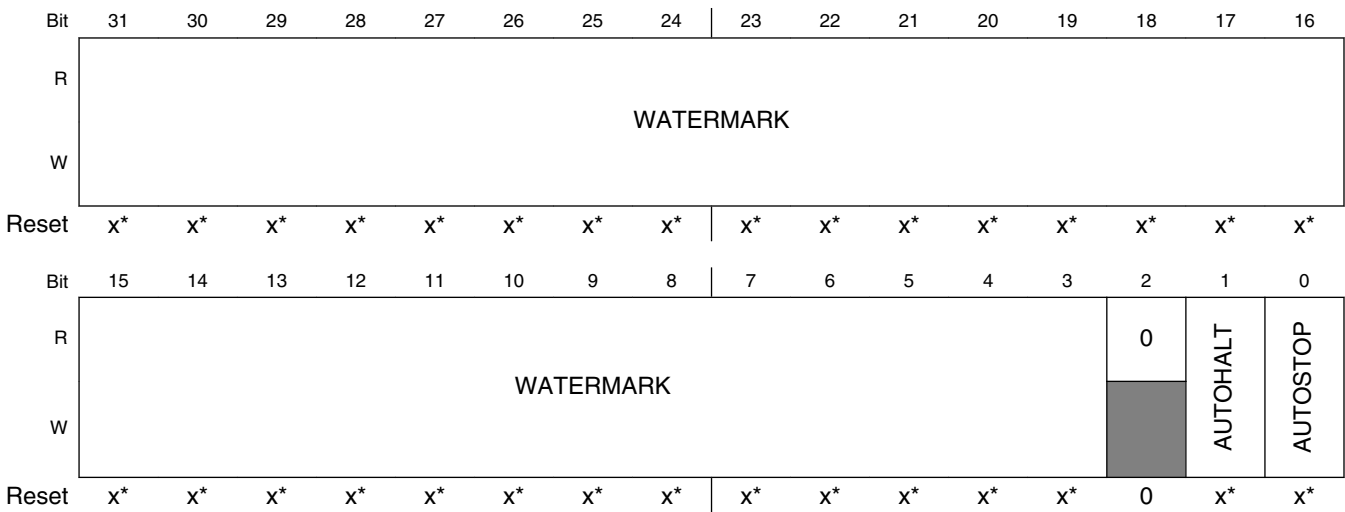 Bit 31 30 29 28 27 26 25 24 23 22 21 20 19 18 17 16
R
WATERMARK
W
Reset x* x* x* x* x* x* x* x* x* x* x* x* x* x* x* x*
Bit 15 14 13 12 11 10 9 8 7 6 5 4 3 2 1 0
R 0
WATERMARK AUTOHALT AUTOSTOP
W
Reset x* x* x* x* x* x* x* x* x* x* x* x* x* 0 x* x*